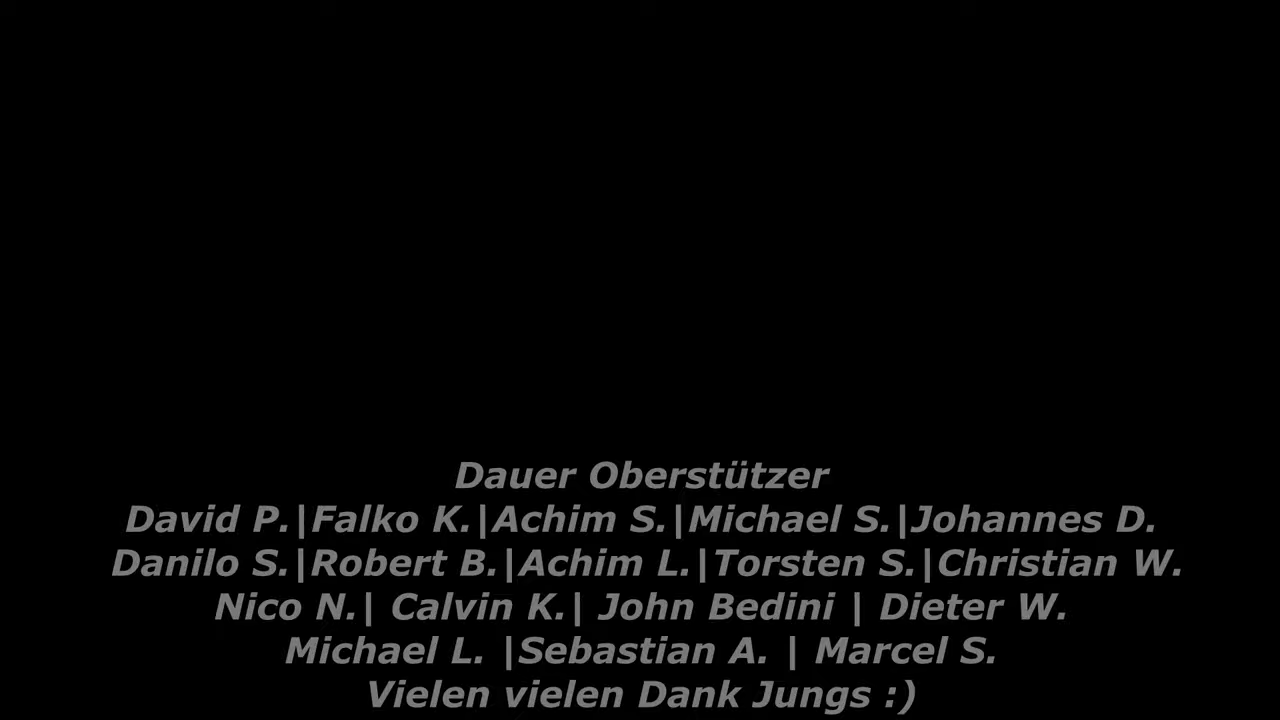 Dauer Oberstützer
David P.|Falko K.|Achim S.|Michael S.|Johannes D.
Danilo S.|Robert B.|Achim L.|Torsten S.|Christian W.
Nico N.| Calvin K.| John Bedini | Dieter W.
Michael L. |Sebastian A. | Marcel S.
Vielen vielen Dank Jungs :)